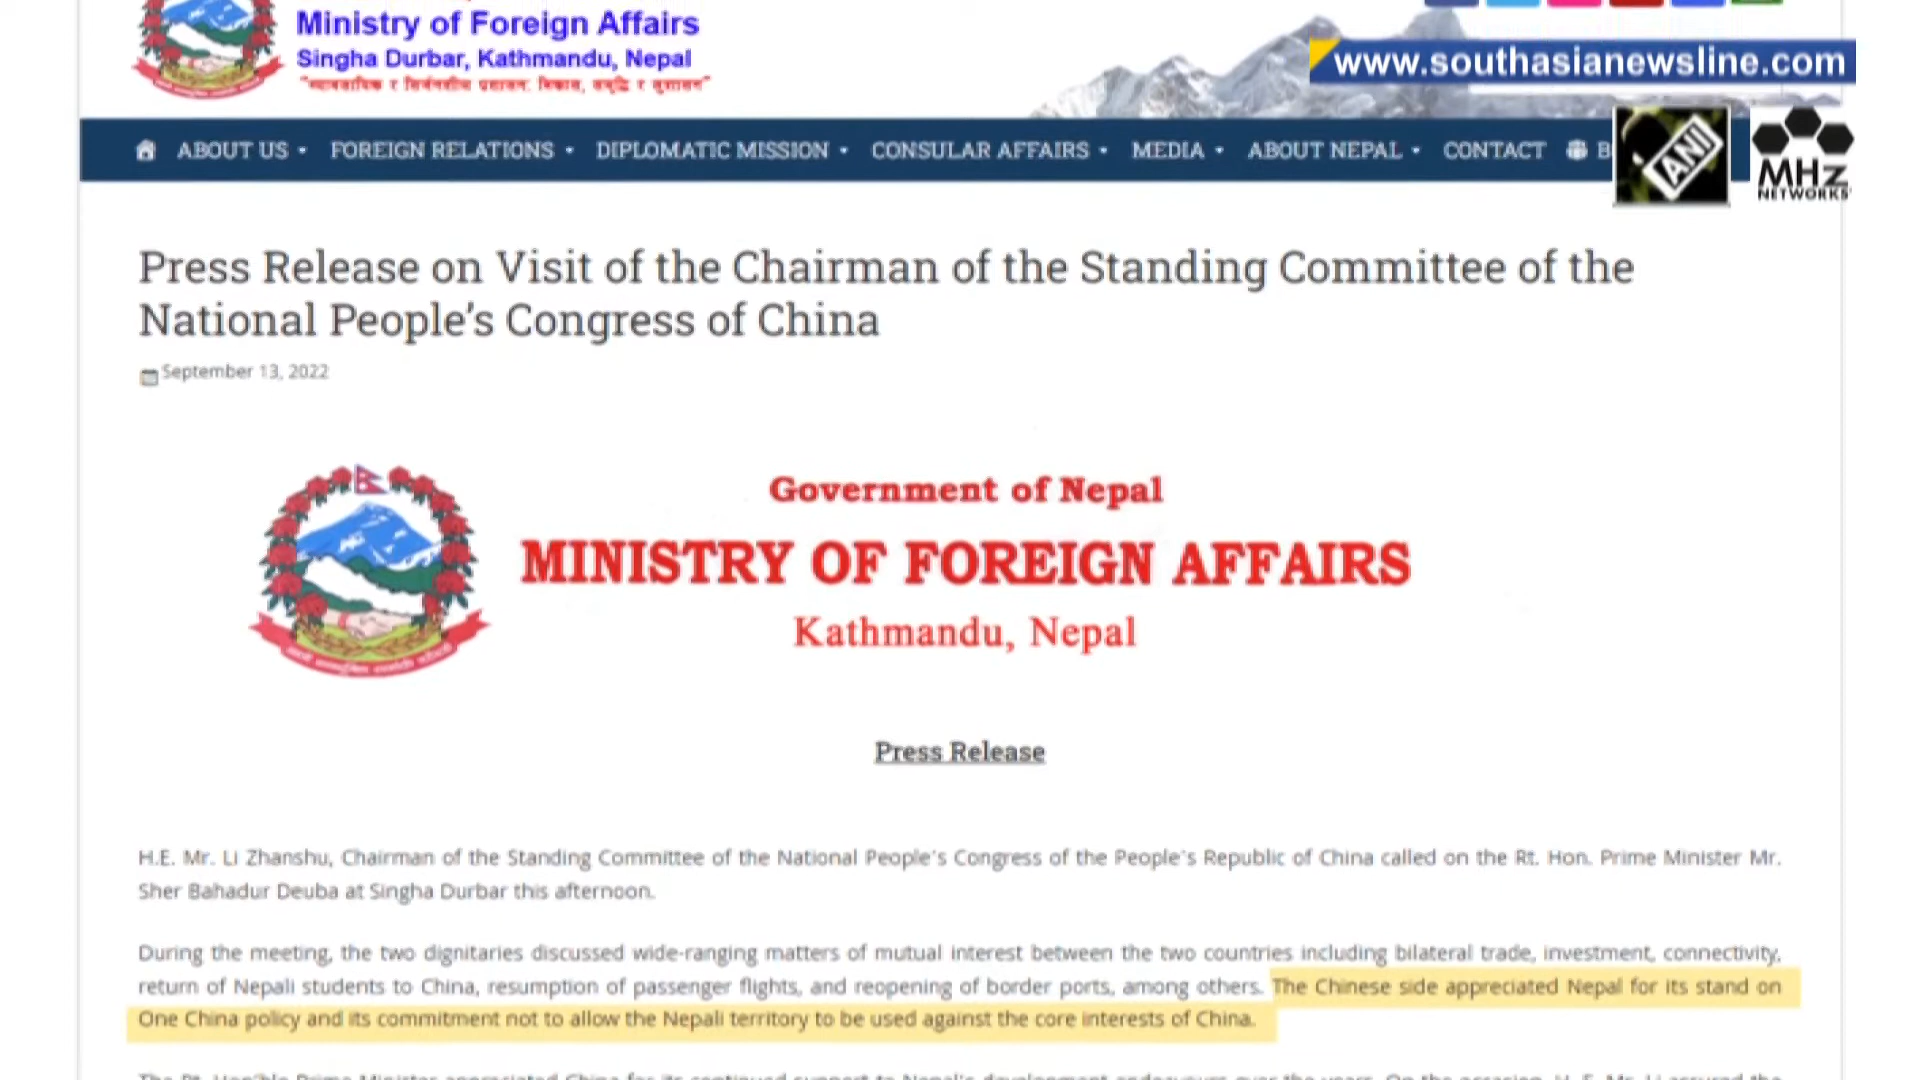 Ministry of Foreign Affairs
Singha Durbar, Kathmandu, Nepal
www.southasianewsline.com
ABOUT US FOREIGN RELATIONS DIPLOMATIC MISSION CONSULAR AFFAIRS MEDIA ABOUT NEPAL CONTACT B
ANI
MHz
NETWORKS
Press Release on Visit of the Chairman of the Standing Committee of the
National People's Congress of China
September 13, 2022
Government of Nepal
MINISTRY OF FOREIGN AFFAIRS
Kathmandu, Nepal
Press Release
H.E. Mr. Li Zhanshu, Chairman of the Standing Committee of the National People's Congress of the People's Republic of China called on the Rt. Hon. Prime Minister Mr.
Sher Bahadur Deuba at Singha Durbar this afternoon.
During the meeting, the two dignitaries discussed wide-ranging matters of mutual interest between the two countries including bilateral trade, investment, connectivity,
return of Nepali students to China, resumption of passenger flights, and reopening of border ports, among others. The Chinese side appreciated Nepal for its stand on
One China policy and its commitment not to allow the Nepali territory to be used against the core interests of China.